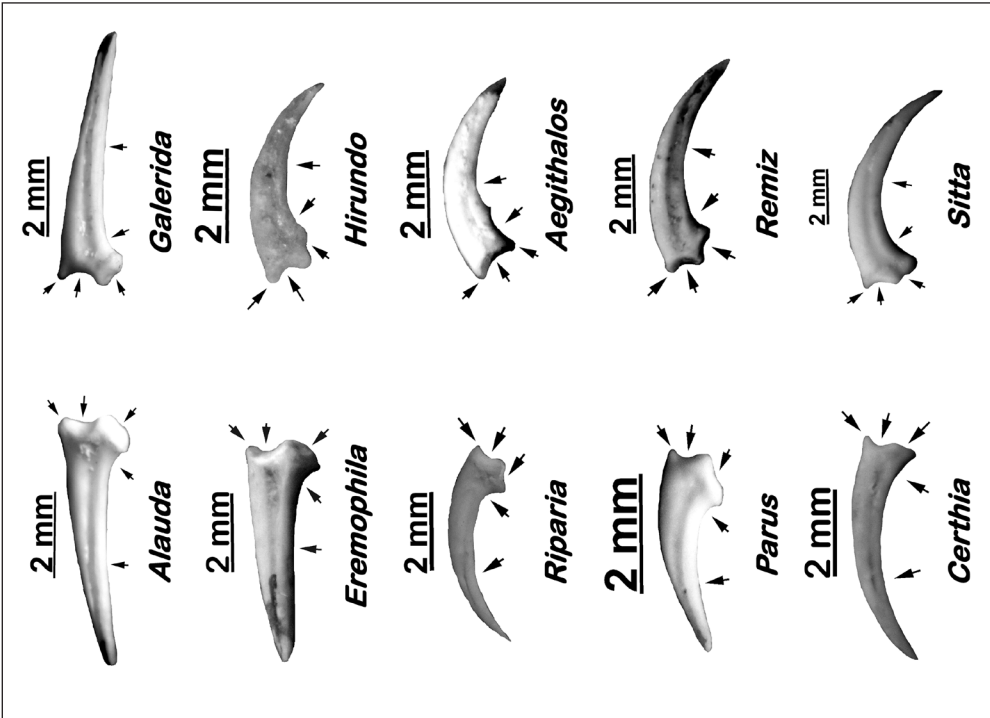 2 mm
Galerida
2 mm
Hirundo
2 mm
Aegithalos
2 mm
Remiz
2 mm
Sitta
2 mm
Alauda
2 mm
Eremophila
2 mm
Riparia
2 mm
Parus
2 mm
Certhia